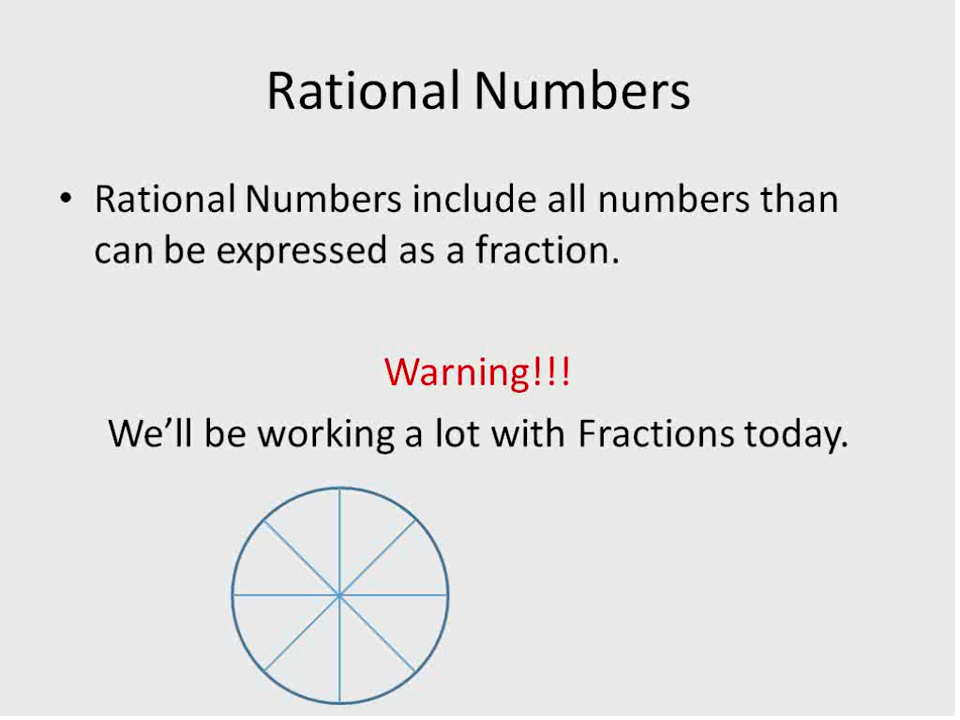 Rational Numbers
• Rational Numbers include all numbers than
can be expressed as a fraction.
Warning!!!
We’ll be working a lot with Fractions today.